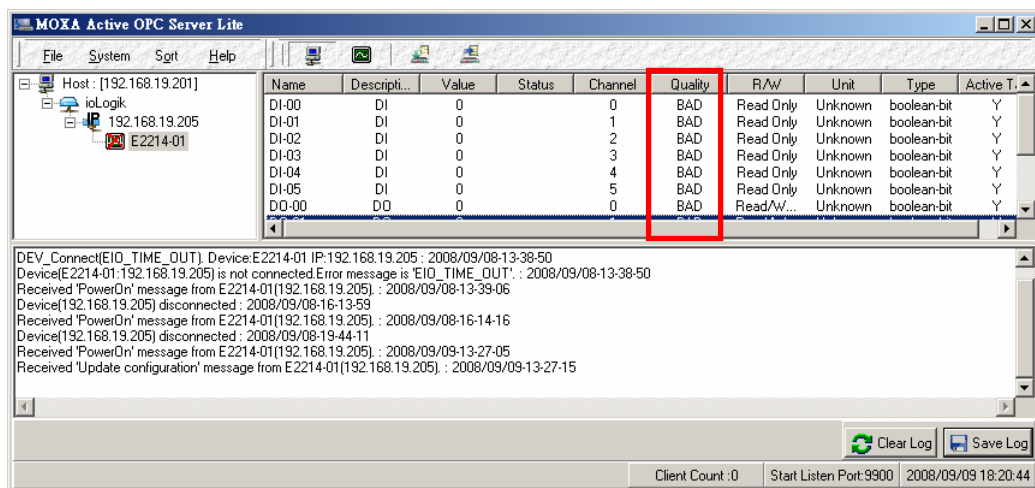 MOXA Active OPC Server Lite
File System Sort Help
Host : [192.168.19.201]
ioLogik
192.168.19.205
E2214-01
Name Descripti... Value Status Channel Quality R/W Unit Type Active T.
DI-00 DI 0 0 BAD Read Only Unknown boolean-bit Y
DI-01 DI 0 1 BAD Read Only Unknown boolean-bit Y
DI-02 DI 0 2 BAD Read Only Unknown boolean-bit Y
DI-03 DI 0 3 BAD Read Only Unknown boolean-bit Y
DI-04 DI 0 4 BAD Read Only Unknown boolean-bit Y
DI-05 DI 0 5 BAD Read Only Unknown boolean-bit Y
DO-00 DO 0 0 BAD Read/W... Unknown boolean-bit Y
DEV_Connect(EIO_TIME_OUT). Device:E2214-01 IP:192.168.19.205 : 2008/09/08-13-38-50
Device(E2214-01:192.168.19.205) is not connected.Error message is 'EIO_TIME_OUT'. : 2008/09/08-13-38-50
Received 'PowerOn' message from E2214-01(192.168.19.205). : 2008/09/08-13-39-06
Device(192.168.19.205) disconnected : 2008/09/08-16-13-59
Received 'PowerOn' message from E2214-01(192.168.19.205). : 2008/09/08-16-14-16
Device(192.168.19.205) disconnected : 2008/09/08-19-44-11
Received 'PowerOn' message from E2214-01(192.168.19.205). : 2008/09/09-13-27-05
Received 'Update configuration' message from E2214-01(192.168.19.205). : 2008/09/09-13-27-15
Clear Log Save Log
Client Count :0 Start Listen Port:9900 2008/09/09 18:20:44